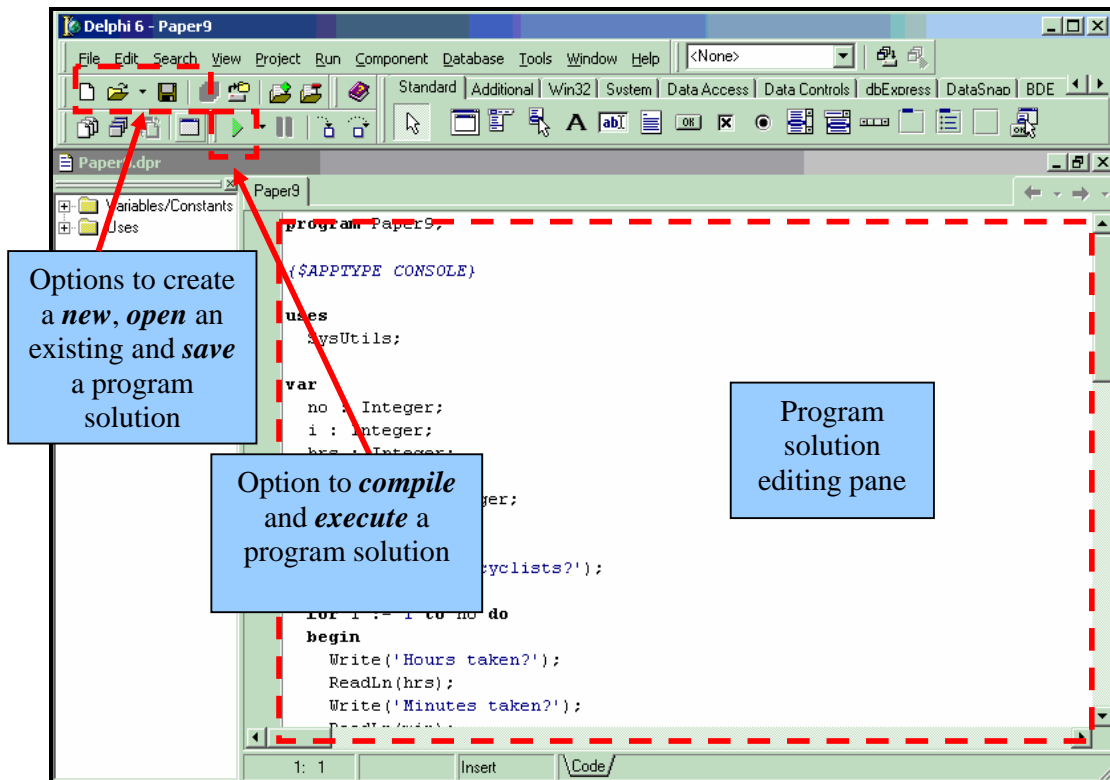 Delphi 6 - Paper9
File Edit Search View Project Run Component Database Tools Window Help <None>
Standard Additional Win32 System Data Access Data Controls dbExpress DataSnap BDE
Paper9.dpr
Paper9
Variables/Constants
Uses
program Paper9;
{$APPTYPE CONSOLE}
uses
SysUtils;
var
no : Integer;
i : Integer;
hrs : Integer;
ger;
cyclists?');
for i := 1 to no do
begin
Write('Hours taken?');
ReadLn(hrs);
Write('Minutes taken?');
ReadLn(min);
Options to create
a new, open an
existing and save
a program
solution
Option to compile
and execute a
program solution
Program
solution
editing pane
1: 1 Insert Code